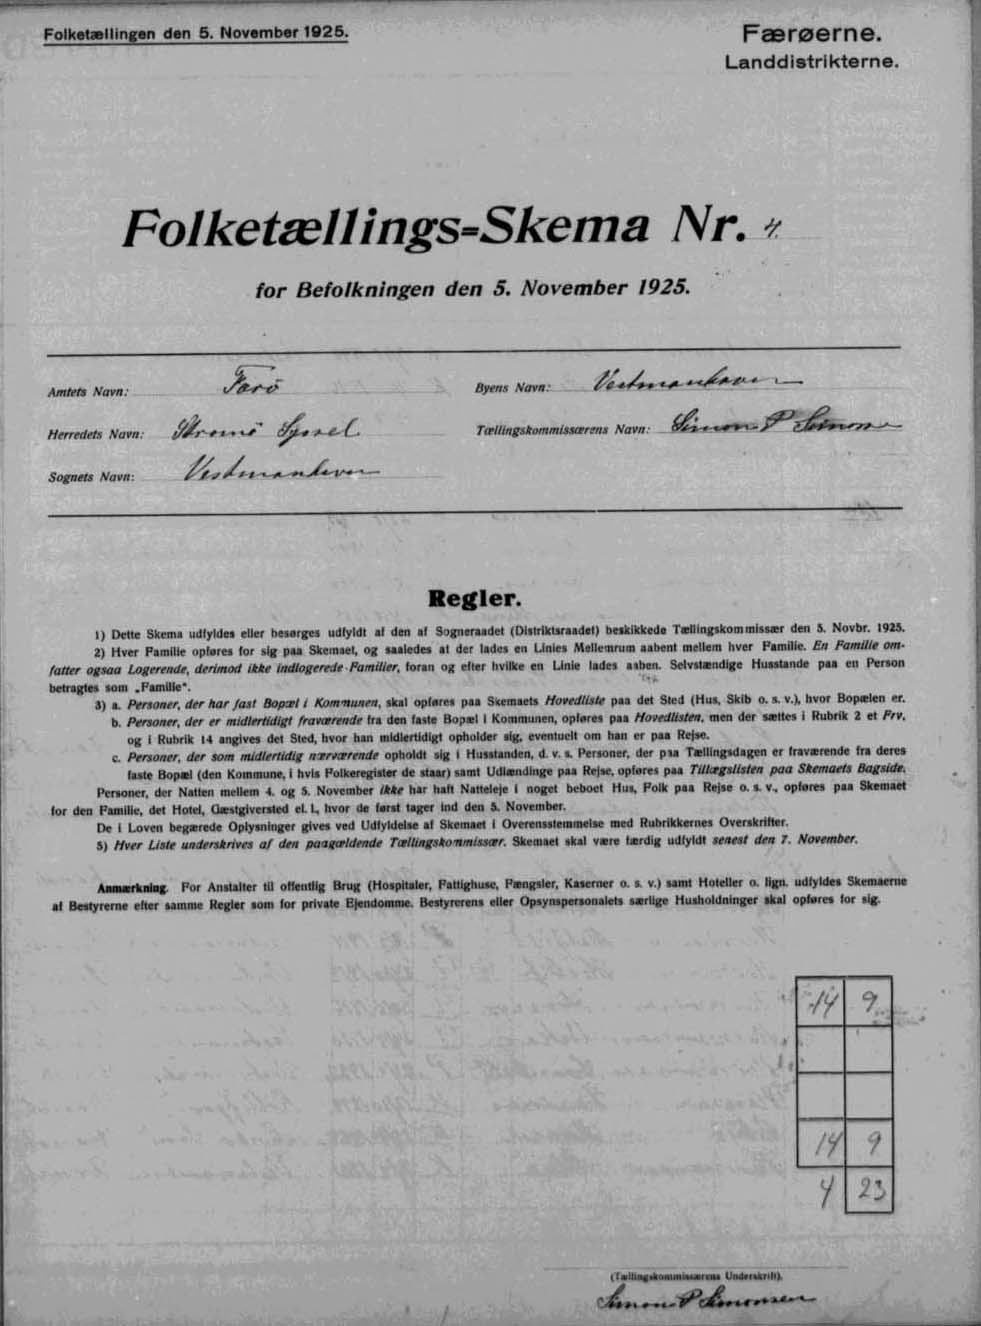 Folketællingen den 5. November 1925.
Færøerne.
Landdistrikterne.
Folketællings=Skema Nr. 4.
for Befolkningen den 5. November 1925.
Amtets Navn: Færö
Byens Navn: Vestmanhavn
Herredets Navn: Strømö Syssel
Tællingskommissærens Navn: Simon P Simonsen
Sognets Navn: Vestmanhavn
Regler.
1) Dette Skema udfyldes eller besørges udfyldt af den af Sogneraadet (Distriktsraadet) beskikkede Tællingskommissær den 5. Novbr. 1925.
2) Hver Familie opføres for sig paa Skemaet, og saaledes at der lades en Linies Mellemrum aabent mellem hver Familie. En Familie om-
fatter ogsaa Logerende, derimod ikke indlogerede Familier, foran og efter hvilke en Linie lades aaben. Selvstændige Husstande paa en Person
betragtes som „Familie“.
3) a. Personer, der har fast Bopæl i Kommunen, skal opføres paa Skemaets Hovedliste paa det Sted (Hus, Skib o. s. v.), hvor Bopælen er.
b. Personer, der er midlertidigt fraværende fra den faste Bopæl i Kommunen, opføres paa Hovedlisten, men der sættes i Rubrik 2 et Frv,
og i Rubrik 14 angives det Sted, hvor han midlertidigt opholder sig, eventuelt om han er paa Rejse.
c. Personer, der som midlertidig nærværende opholdt sig i Husstanden, d. v. s. Personer, der paa Tællingsdagen er fraværende fra deres
faste Bopæl (den Kommune, i hvis Folkeregister de staar) samt Udlændinge paa Rejse, opføres paa Tillægslisten paa Skemaets Bagside.
Personer, der Natten mellem 4. og 5. November ikke har haft Natteleje i noget beboet Hus, Folk paa Rejse o. s. v., opføres paa Skemaet
for den Familie, det Hotel, Gæstgiversted el. l., hvor de først tager ind den 5. November.
De i Loven begærede Oplysninger gives ved Udfyldelse af Skemaet i Overensstemmelse med Rubrikkernes Overskrifter.
5) Hver Liste underskrives af den paagældende Tællingskommissær. Skemaet skal være færdig udfyldt senest den 7. November.
Anmærkning. For Anstalter til offentlig Brug (Hospitaler, Fattighuse, Fængsler, Kaserner o. s. v.) samt Hoteller o. lign. udfyldes Skemaerne
af Bestyrerne efter samme Regler som for private Ejendomme. Bestyrerens eller Opsynspersonalets særlige Husholdninger skal opføres for sig.
14 9
14 9
4 23
(Tællingskommissærens Underskrift).
Simon P Simonsen